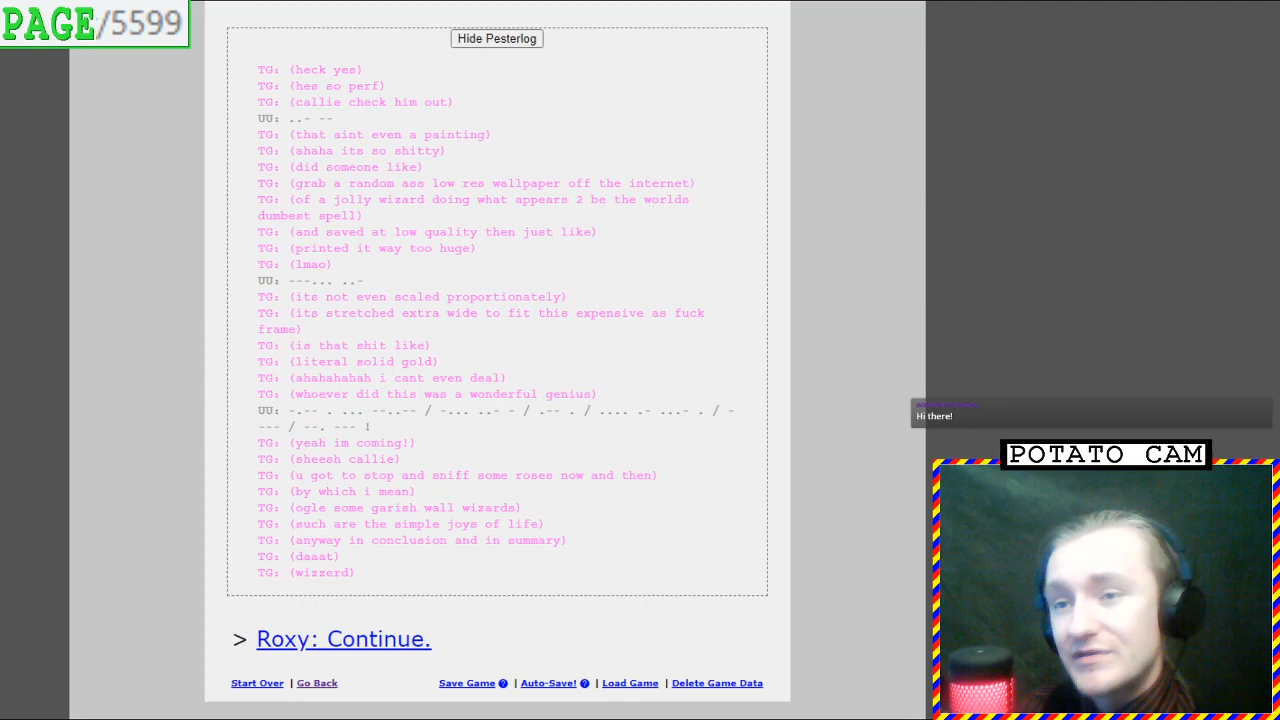 PAGE/5599
Hide Pesterlog
TG: (heck yes)
TG: (hes so perf)
TG: (callie check him out)
UU: ..- --
TG: (that aint even a painting)
TG: (ahaha its so shitty)
TG: (did someone like)
TG: (grab a random ass low res wallpaper off the internet)
TG: (of a jolly wizard doing what appears 2 be the worlds
dumbest spell)
TG: (and saved at low quality then just like)
TG: (printed it way too huge)
TG: (lmao)
UU: ---... ..-
TG: (its not even scaled proportionately)
TG: (its stretched extra wide to fit this expensive as fuck
frame)
TG: (is that shit like)
TG: (literal solid gold)
TG: (ahahahahah i cant even deal)
TG: (whoever did this was a wonderful genius)
UU: -.-- . ... --..-- / -... ..- - / .-- . / .... .- ...- . / -
--- / --. --- !
TG: (yeah im coming!)
TG: (sheesh callie)
TG: (u got to stop and sniff some roses now and then)
TG: (by which i mean)
TG: (ogle some garish wall wizards)
TG: (such are the simple joys of life)
TG: (anyway in conclusion and in summary)
TG: (daaat)
TG: (wizzerd)
> Roxy: Continue.
Start Over | Go Back
Save Game ? | Auto-Save! ? | Load Game | Delete Game Data
Hi there!
POTATO CAM